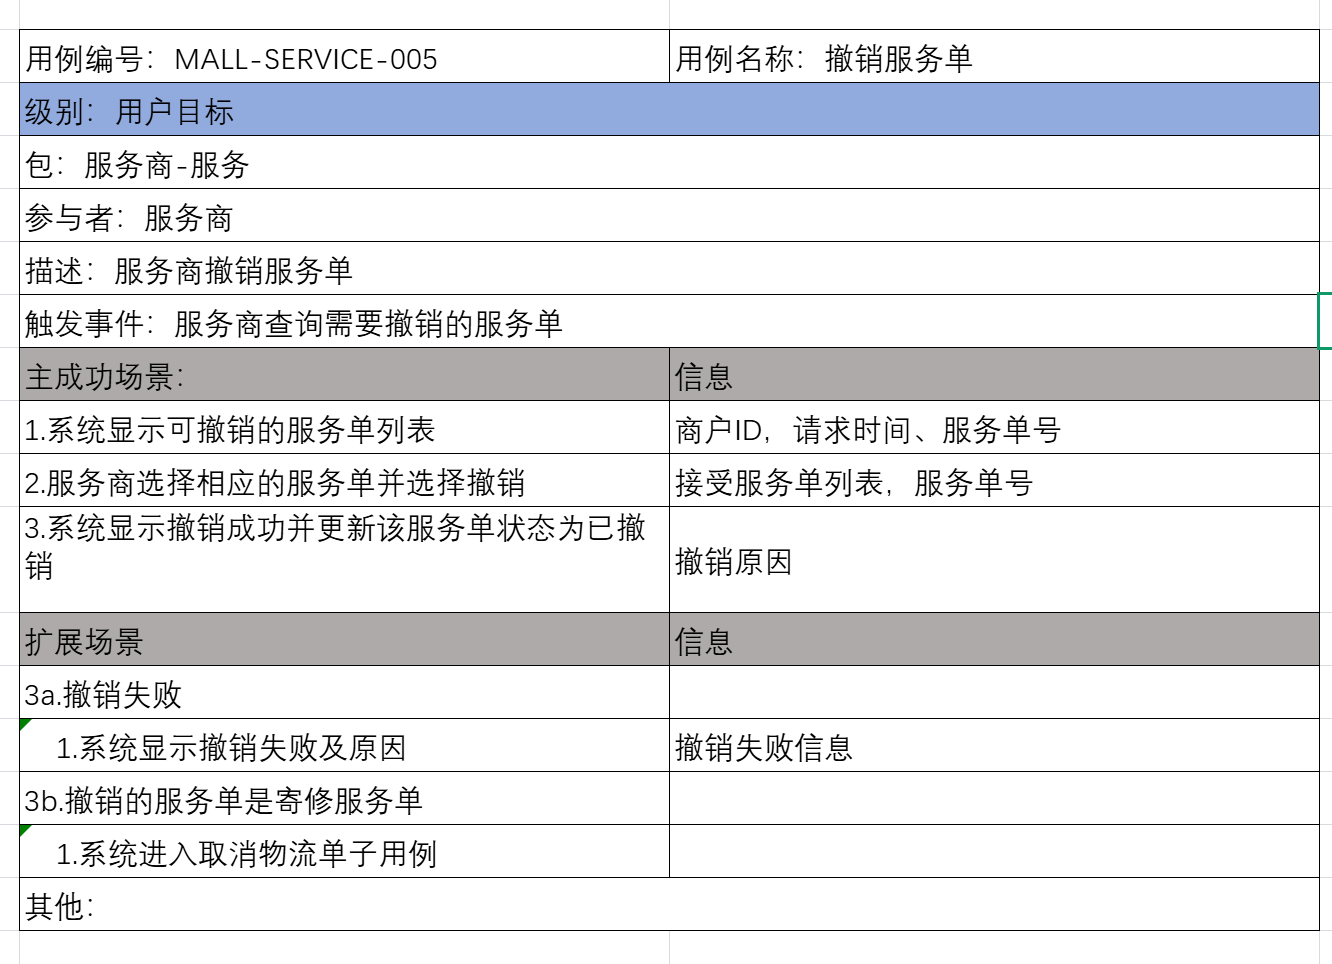 用例编号：MALL-SERVICE-005
用例名称：撤销服务单
级别：用户目标
包：服务商-服务
参与者：服务商
描述：服务商撤销服务单
触发事件：服务商查询需要撤销的服务单
主成功场景：
信息
1.系统显示可撤销的服务单列表
商户ID，请求时间、服务单号
2.服务商选择相应的服务单并选择撤销
接受服务单列表，服务单号
3.系统显示撤销成功并更新该服务单状态为已撤
销
撤销原因
扩展场景
信息
3a.撤销失败
1.系统显示撤销失败及原因
撤销失败信息
3b.撤销的服务单是寄修服务单
1.系统进入取消物流单子用例
其他：